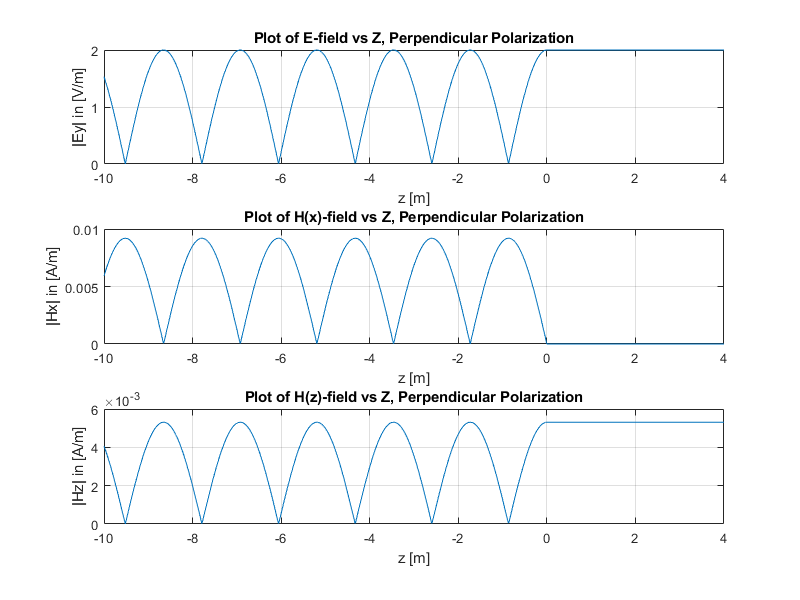 Plot of E-field vs Z, Perpendicular Polarization
2
1
0
|Ey| in [V/m]
-10 -8 -6 -4 -2 0 2 4
z [m]
Plot of H(x)-field vs Z, Perpendicular Polarization
0.01
0.005
0
|Hx| in [A/m]
-10 -8 -6 -4 -2 0 2 4
z [m]
Plot of H(z)-field vs Z, Perpendicular Polarization
×10⁻³
6
4
2
0
|Hz| in [A/m]
-10 -8 -6 -4 -2 0 2 4
z [m]